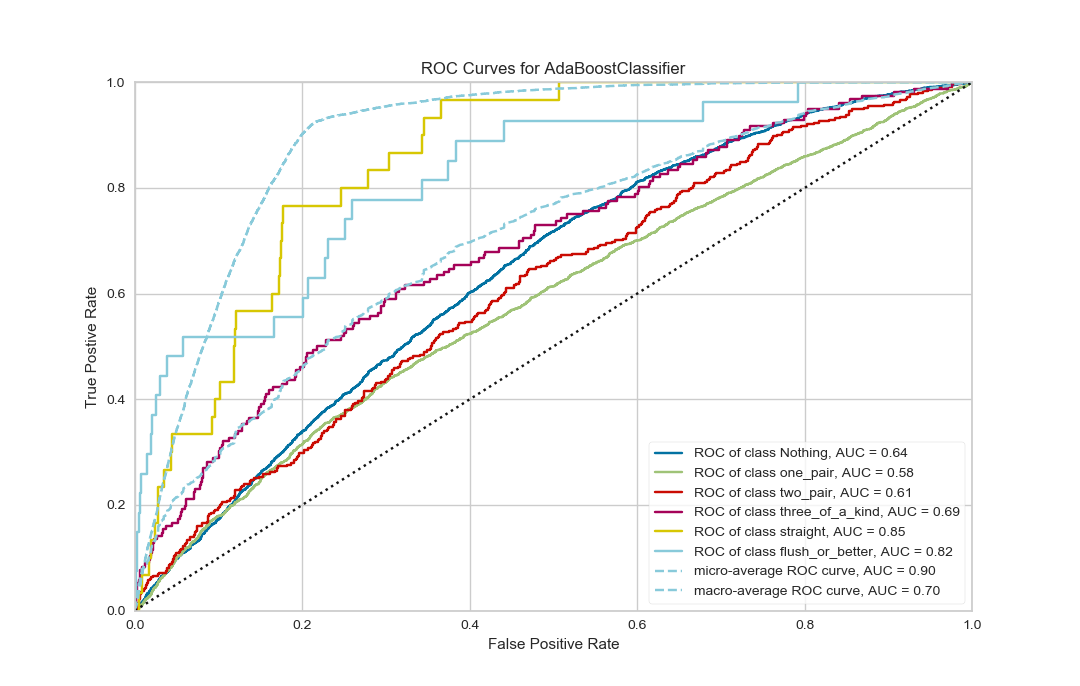 ROC Curves for AdaBoostClassifier
True Postive Rate
1.0
0.8
0.6
0.4
0.2
0.0
ROC of class Nothing, AUC = 0.64
ROC of class one_pair, AUC = 0.58
ROC of class two_pair, AUC = 0.61
ROC of class three_of_a_kind, AUC = 0.69
ROC of class straight, AUC = 0.85
ROC of class flush_or_better, AUC = 0.82
micro-average ROC curve, AUC = 0.90
macro-average ROC curve, AUC = 0.70
0.0 0.2 0.4 0.6 0.8 1.0
False Positive Rate